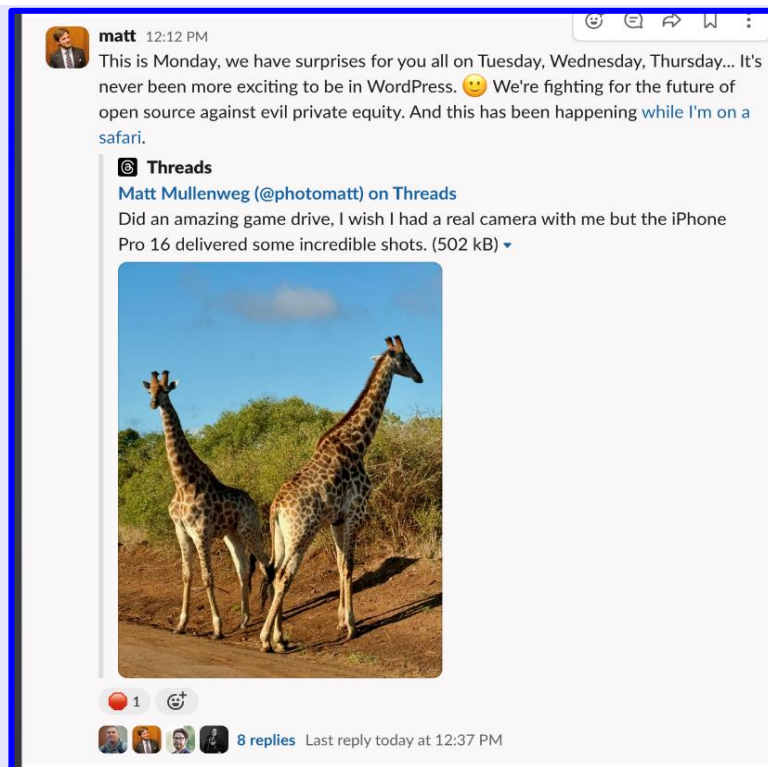 matt 12:12 PM
This is Monday, we have surprises for you all on Tuesday, Wednesday, Thursday... It's
never been more exciting to be in WordPress. 🙂 We're fighting for the future of
open source against evil private equity. And this has been happening while I'm on a
safari.
Threads
Matt Mullenweg (@photomatt) on Threads
Did an amazing game drive, I wish I had a real camera with me but the iPhone
Pro 16 delivered some incredible shots. (502 kB)
1
8 replies Last reply today at 12:37 PM